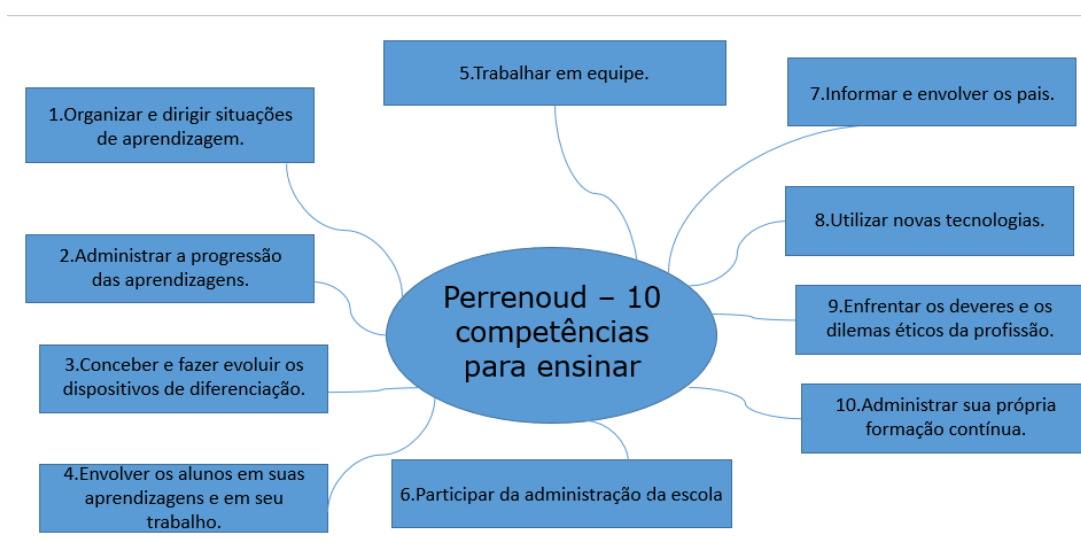 Perrenoud – 10
competências
para ensinar
1.Organizar e dirigir situações
de aprendizagem.
2.Administrar a progressão
das aprendizagens.
3.Conceber e fazer evoluir os
dispositivos de diferenciação.
4.Envolver os alunos em suas
aprendizagens e em seu
trabalho.
5.Trabalhar em equipe.
6.Participar da administração da escola
7.Informar e envolver os pais.
8.Utilizar novas tecnologias.
9.Enfrentar os deveres e os
dilemas éticos da profissão.
10.Administrar sua própria
formação contínua.